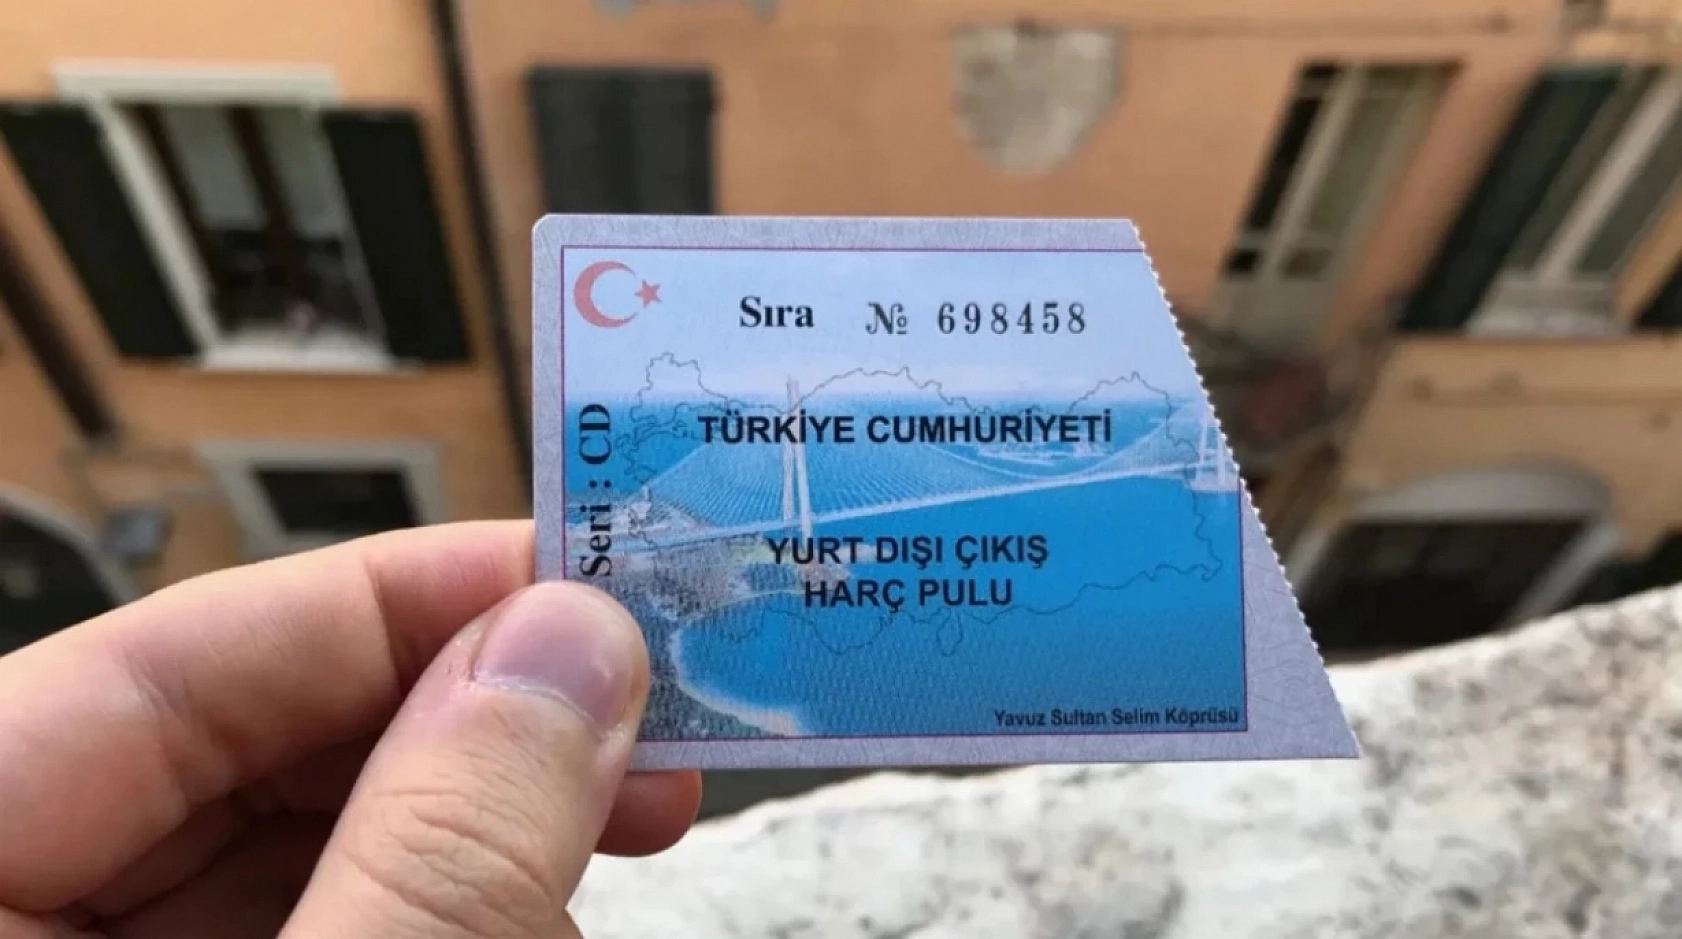 Sıra № 698458
Seri : CD
TÜRKİYE CUMHURİYETİ
YURT DIŞI ÇIKIŞ
HARÇ PULU
Yavuz Sultan Selim Köprüsü